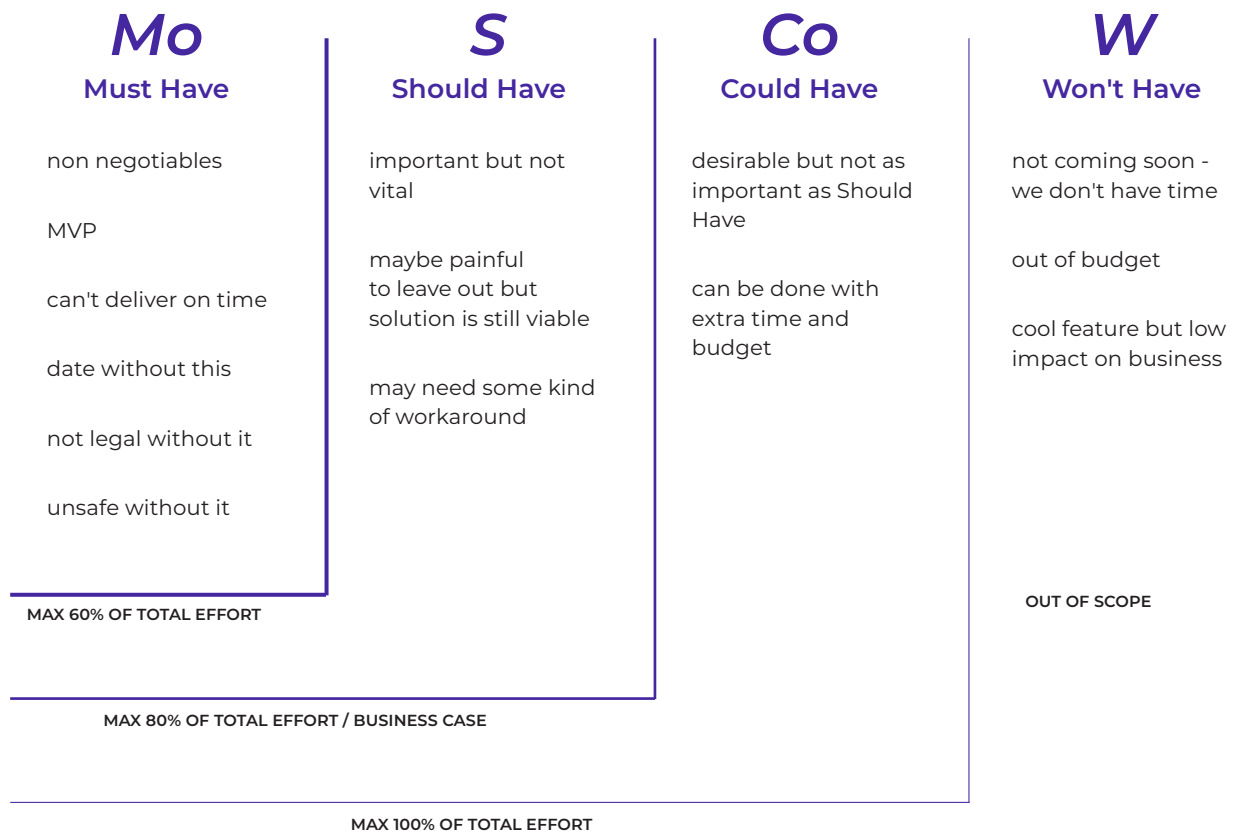 Mo
Must Have
non negotiables
MVP
can't deliver on time
date without this
not legal without it
unsafe without it
MAX 60% OF TOTAL EFFORT
S
Should Have
important but not
vital
maybe painful
to leave out but
solution is still viable
may need some kind
of workaround
MAX 80% OF TOTAL EFFORT / BUSINESS CASE
Co
Could Have
desirable but not as
important as Should
Have
can be done with
extra time and
budget
MAX 100% OF TOTAL EFFORT
W
Won't Have
not coming soon -
we don't have time
out of budget
cool feature but low
impact on business
OUT OF SCOPE